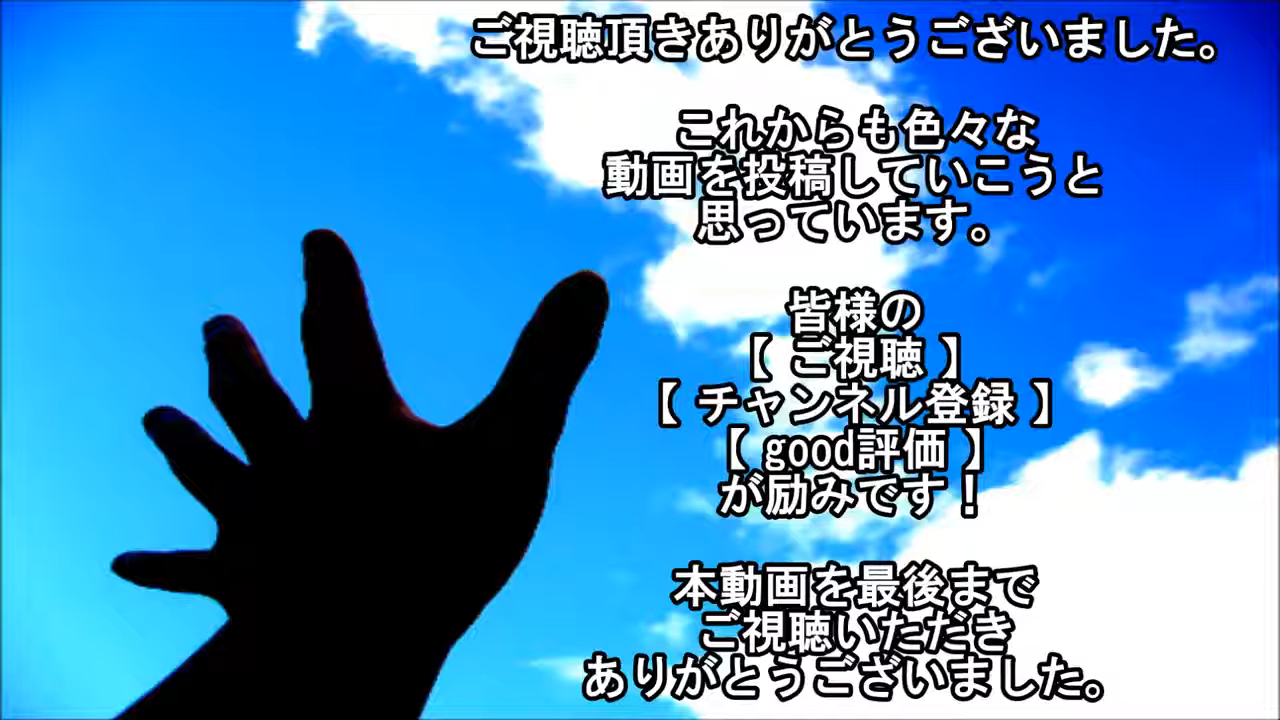 ご視聴頂きありがとうございました。
これからも色々な
動画を投稿していこうと
思っています。
皆様の
【 ご視聴 】
【 チャンネル登録 】
【 good評価 】
が励みです！
本動画を最後まで
ご視聴いただき
ありがとうございました。